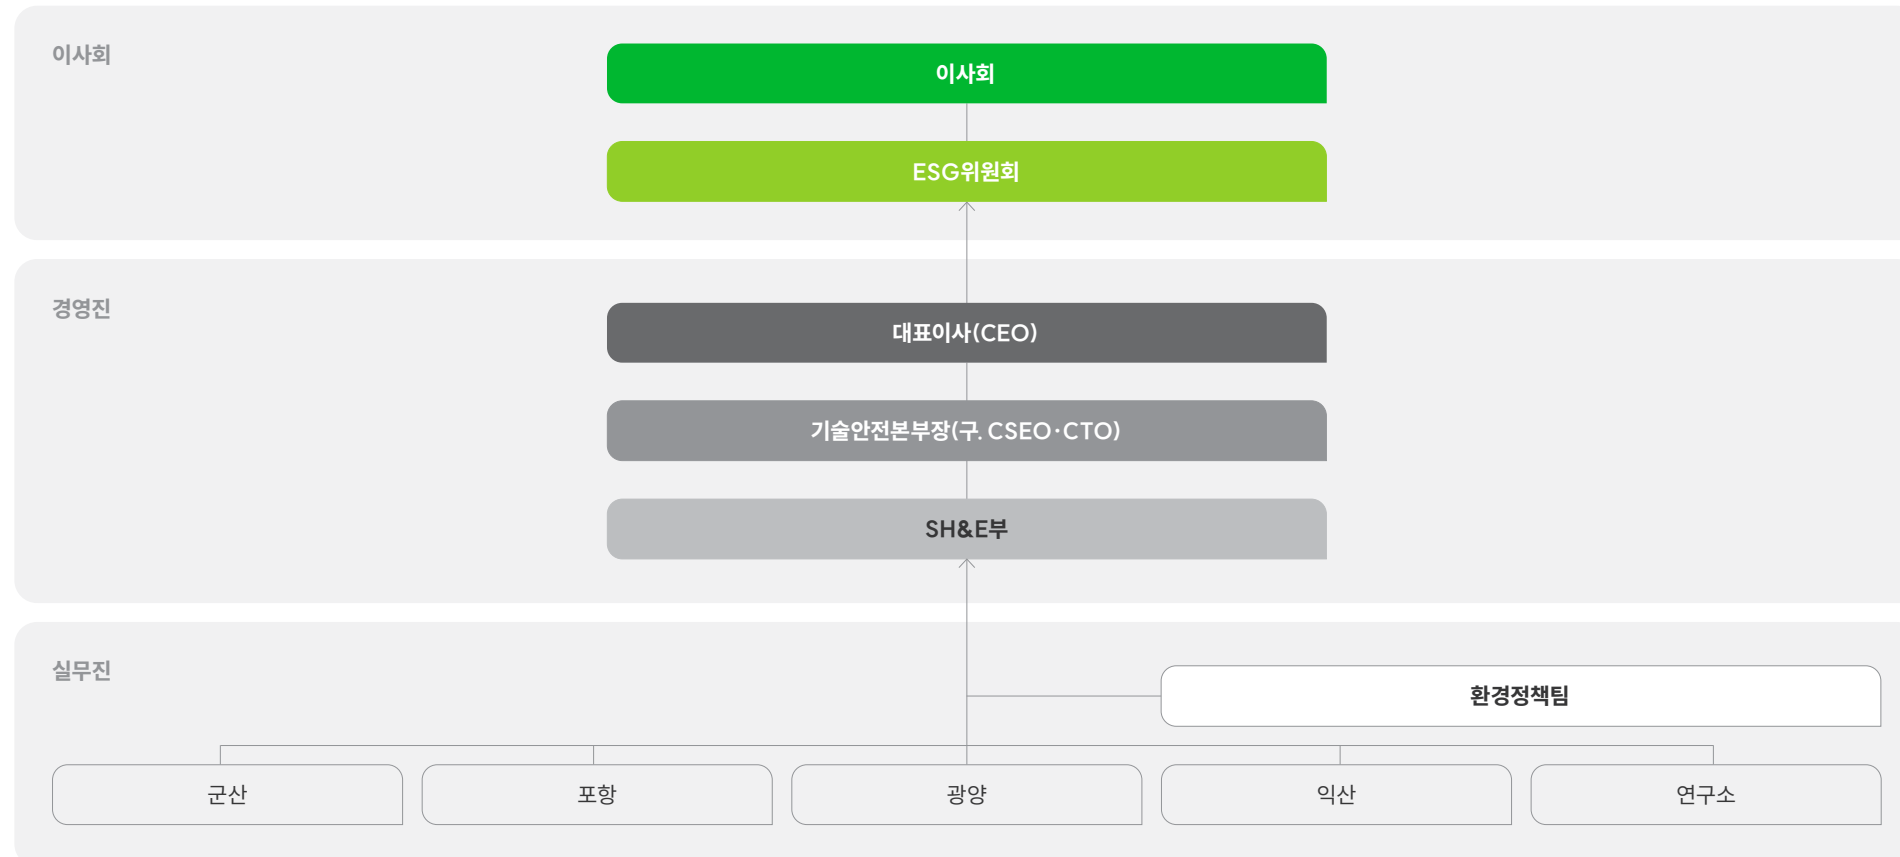 이사회
이사회
ESG위원회
경영진
대표이사(CEO)
기술안전본부장(구. CSEO·CTO)
SH&E부
실무진
환경정책팀
군산
포항
광양
익산
연구소